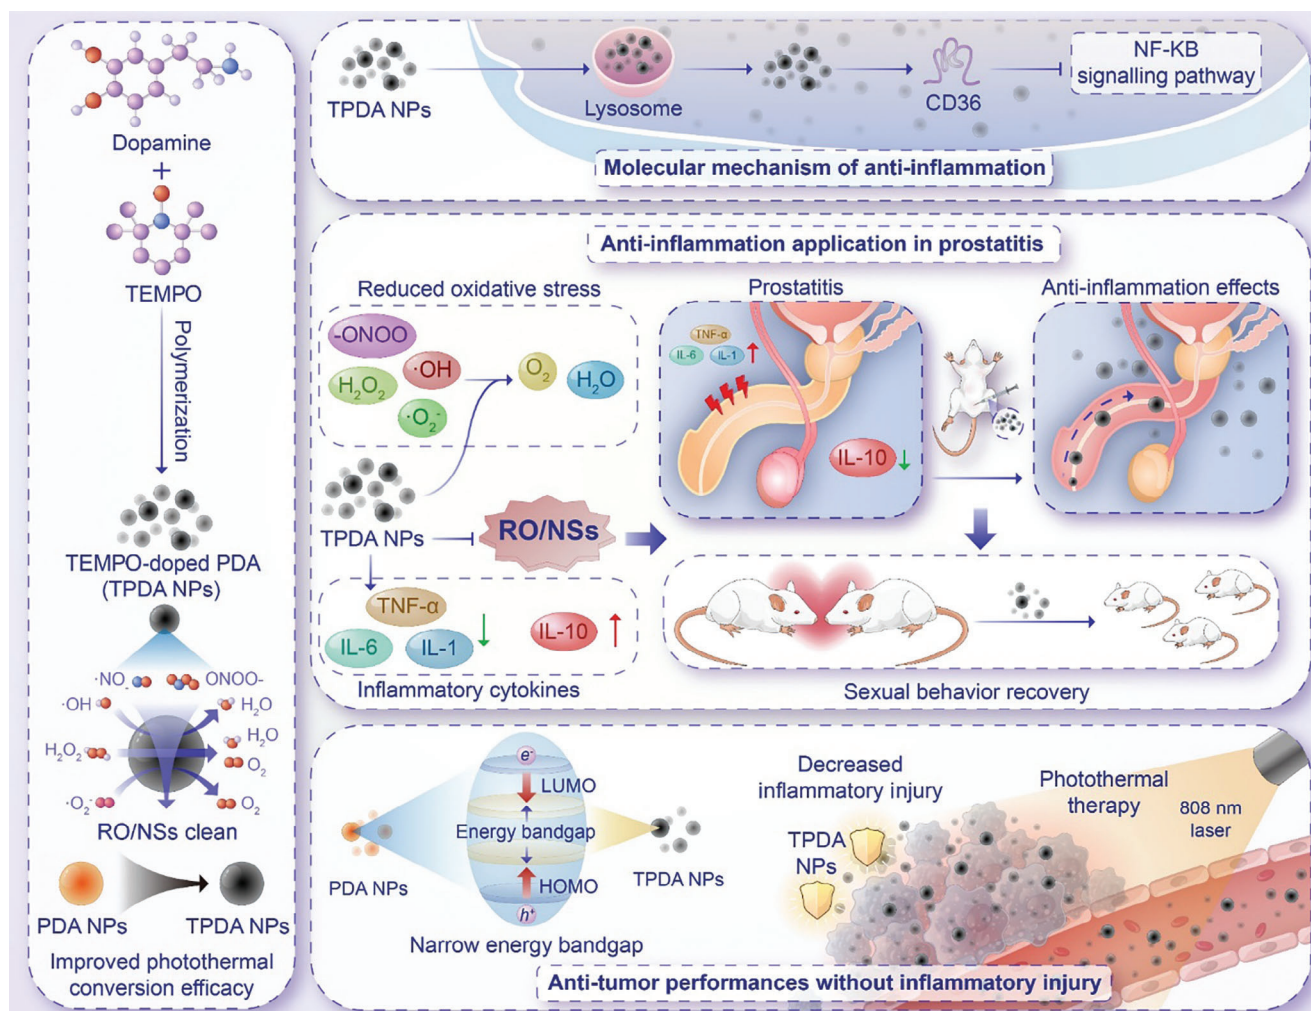 Dopamine
+
TEMPO
Polymerization
TEMPO-doped PDA
(TPDA NPs)
·NO
ONOO-
·OH
H₂O
H₂O₂
H₂O
O₂
·O₂⁻
O₂
RO/NSs clean
PDA NPs
TPDA NPs
Improved photothermal
conversion efficacy
TPDA NPs
Lysosome
CD36
NF-KB
signalling pathway
Molecular mechanism of anti-inflammation
Anti-inflammation application in prostatitis
Reduced oxidative stress
-ONOO
·OH
H₂O₂
·O₂⁻
O₂
H₂O
TPDA NPs
RO/NSs
TNF-α
IL-6
IL-1
IL-10
Inflammatory cytokines
Prostatitis
TNF-α
IL-6
IL-1
IL-10
Anti-inflammation effects
Sexual behavior recovery
PDA NPs
e⁻
LUMO
Energy bandgap
HOMO
h⁺
TPDA NPs
Narrow energy bandgap
Decreased
inflammatory injury
TPDA
NPs
Photothermal
therapy
808 nm
laser
Anti-tumor performances without inflammatory injury